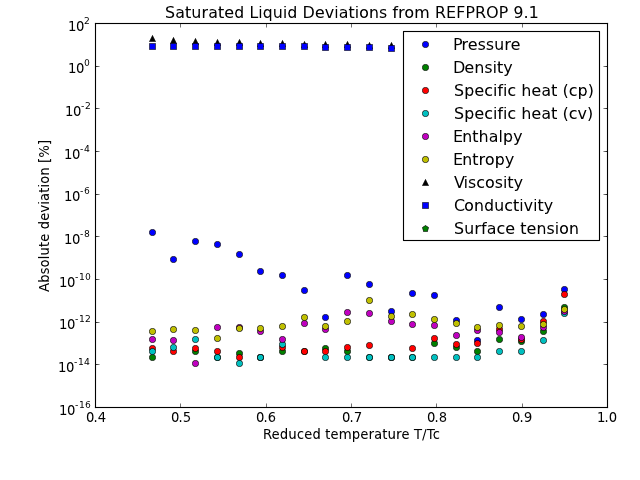 Saturated Liquid Deviations from REFPROP 9.1
10^2
10^0
10^-2
10^-4
10^-6
10^-8
10^-10
10^-12
10^-14
10^-16
Absolute deviation [%]
Pressure
Density
Specific heat (cp)
Specific heat (cv)
Enthalpy
Entropy
Viscosity
Conductivity
Surface tension
0.4 0.5 0.6 0.7 0.8 0.9 1.0
Reduced temperature T/Tc